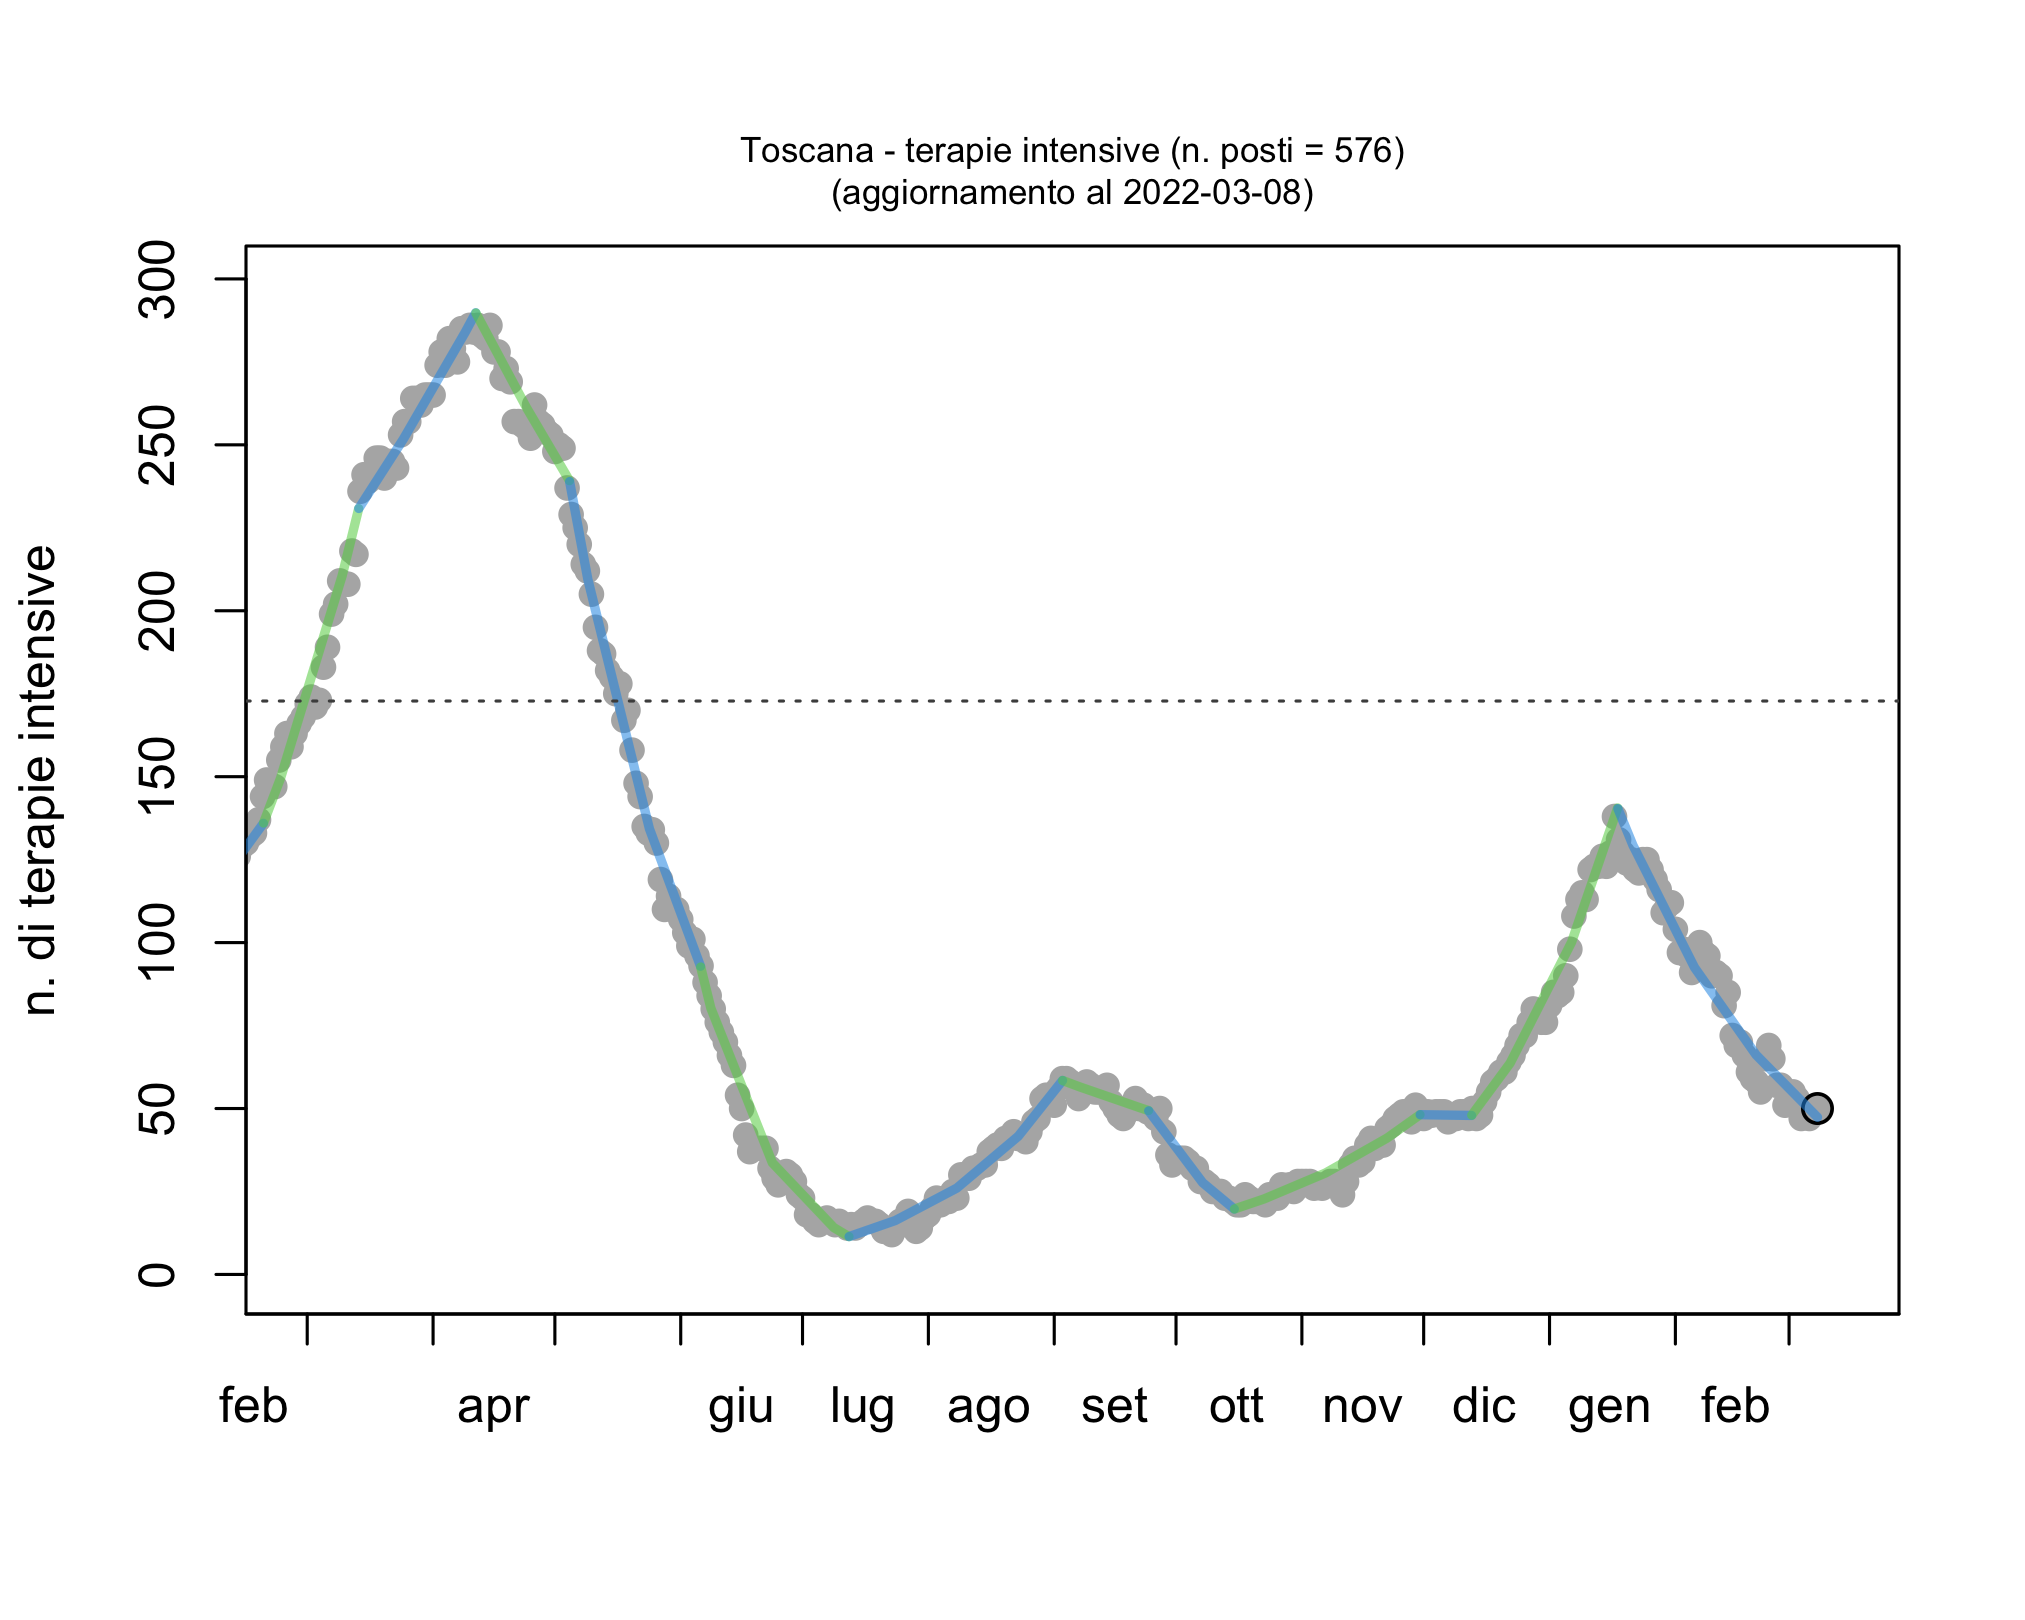 Toscana - terapie intensive (n. posti = 576)
(aggiornamento al 2022-03-08)
n. di terapie intensive
300
250
200
150
100
50
0
feb apr giu lug ago set ott nov dic gen feb